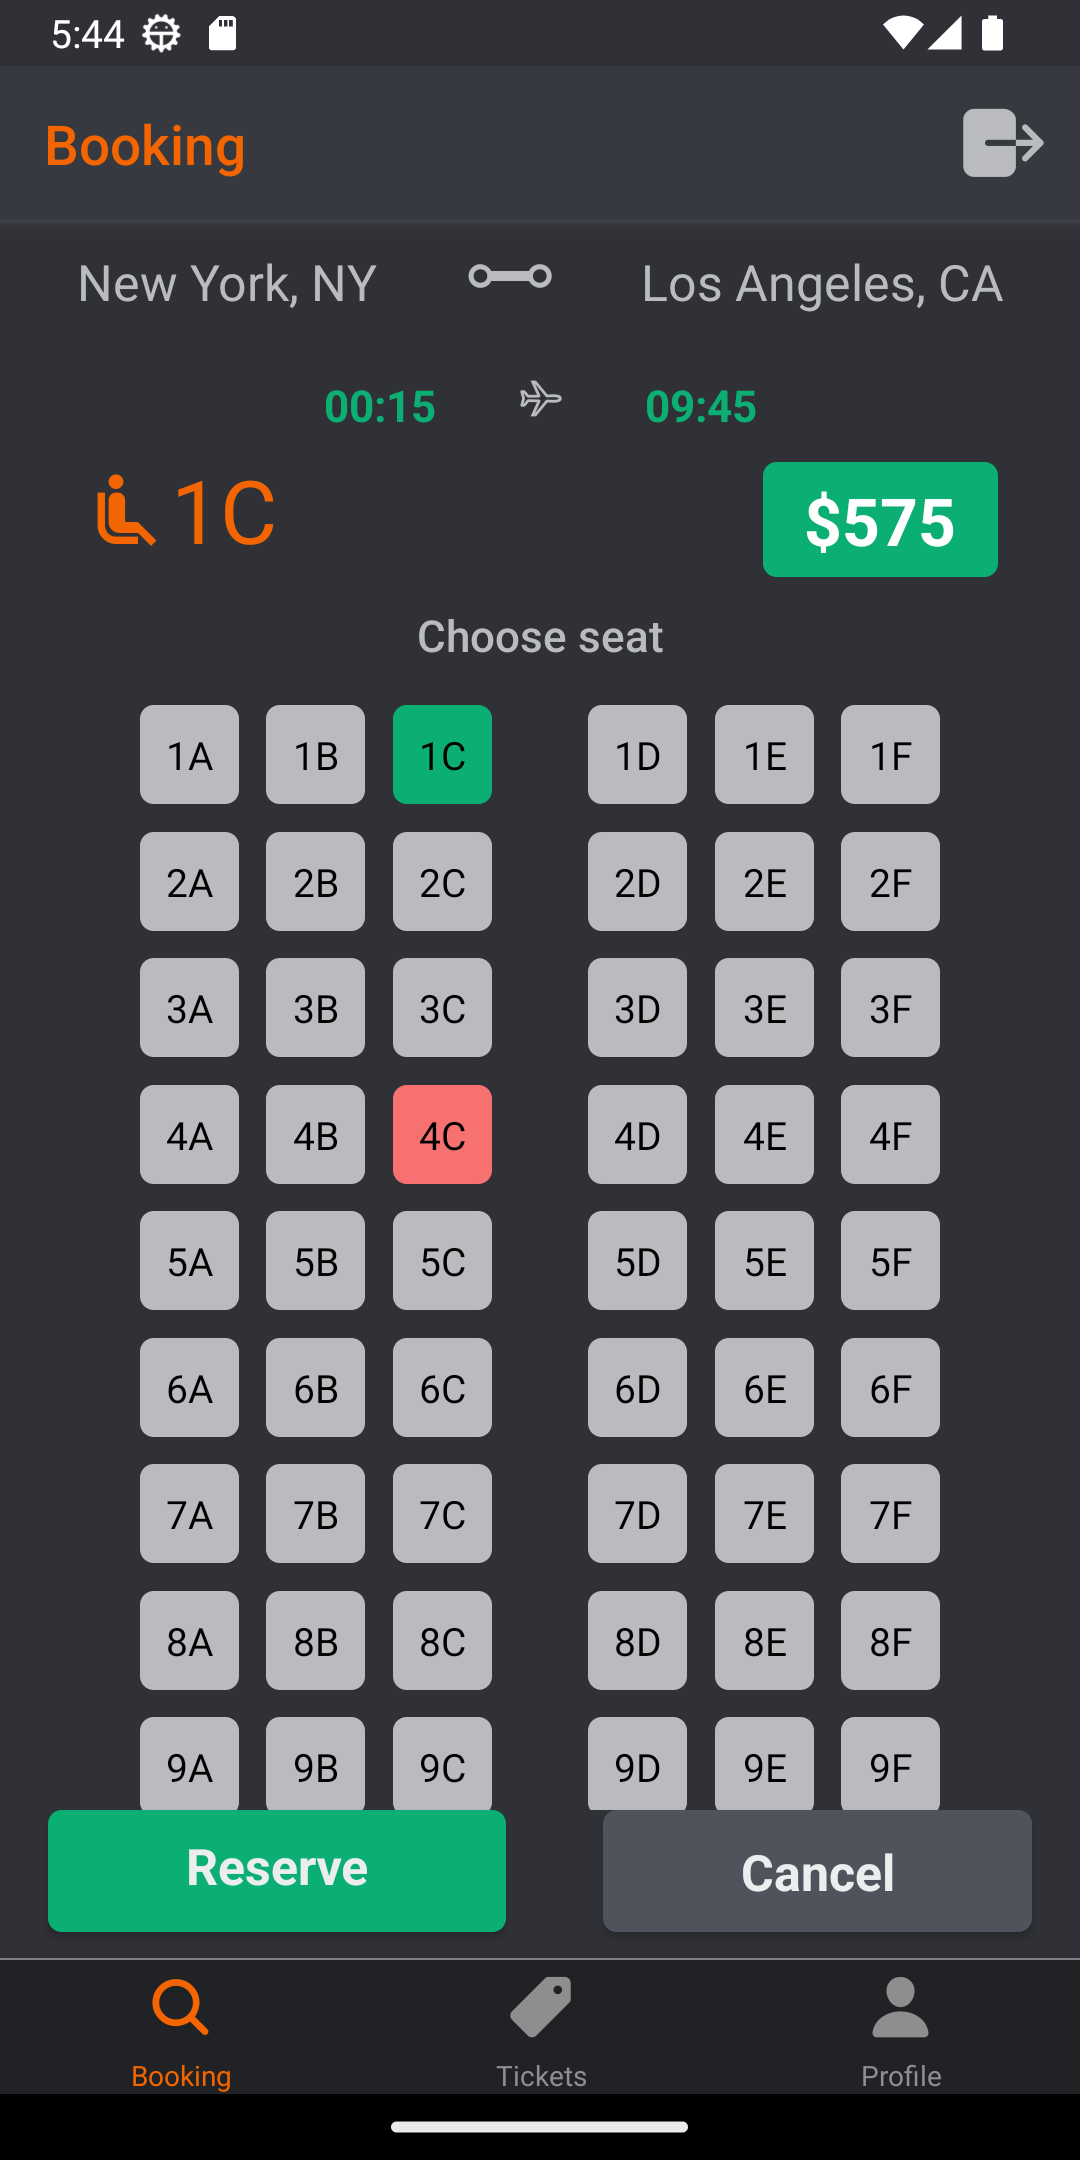 5:44
Booking
New York, NY Los Angeles, CA
00:15 09:45
1C $575
Choose seat
1A 1B 1C 1D 1E 1F
2A 2B 2C 2D 2E 2F
3A 3B 3C 3D 3E 3F
4A 4B 4C 4D 4E 4F
5A 5B 5C 5D 5E 5F
6A 6B 6C 6D 6E 6F
7A 7B 7C 7D 7E 7F
8A 8B 8C 8D 8E 8F
9A 9B 9C 9D 9E 9F
Reserve Cancel
Booking Tickets Profile